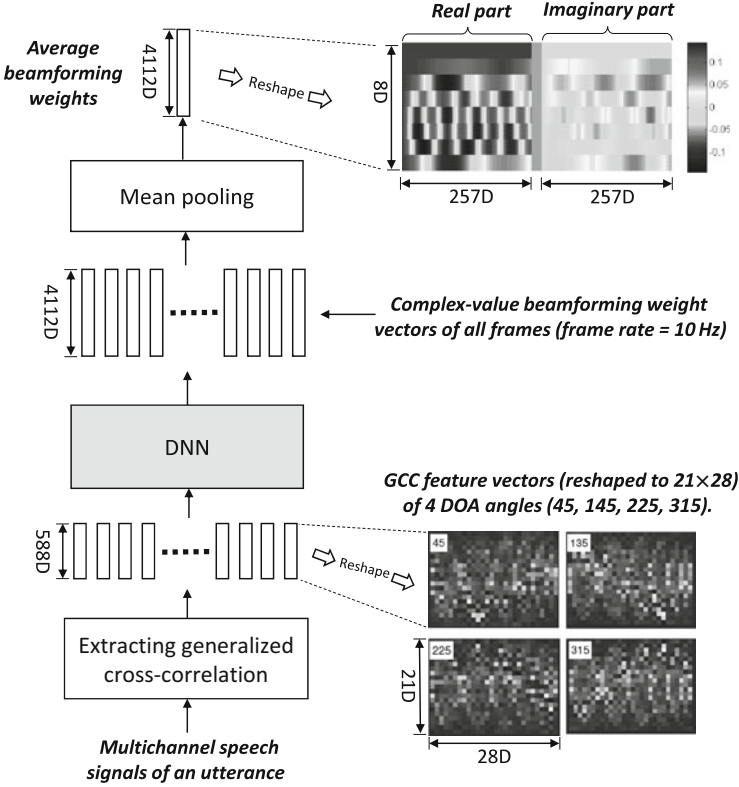 Real part Imaginary part
Average
beamforming
weights
4112D
Reshape
8D
0.1
0.05
0
-0.05
-0.1
257D 257D
Mean pooling
4112D
Complex-value beamforming weight
vectors of all frames (frame rate = 10 Hz)
DNN
GCC feature vectors (reshaped to 21×28)
of 4 DOA angles (45, 145, 225, 315).
588D
Reshape
45 135
225 315
21D
28D
Extracting generalized
cross-correlation
Multichannel speech
signals of an utterance